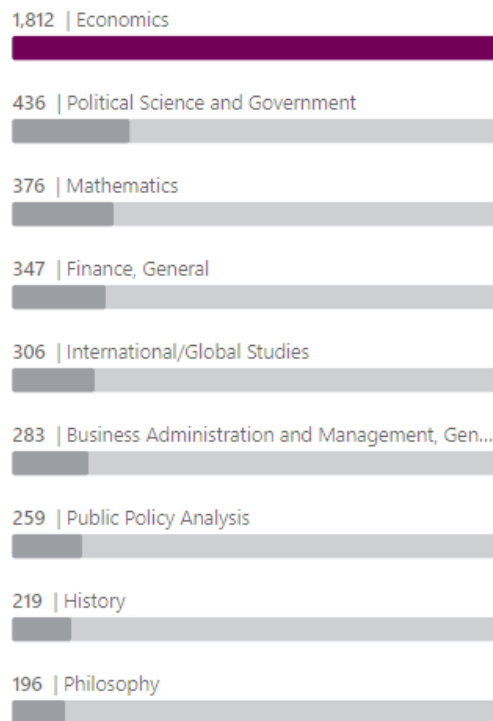 1,812 | Economics
436 | Political Science and Government
376 | Mathematics
347 | Finance, General
306 | International/Global Studies
283 | Business Administration and Management, Gen...
259 | Public Policy Analysis
219 | History
196 | Philosophy